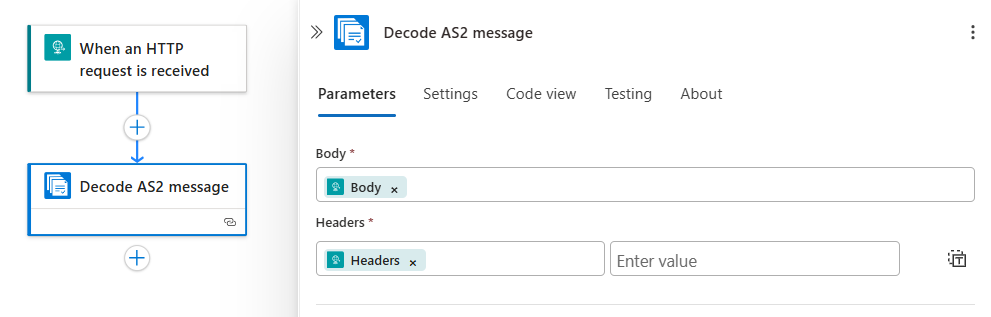 When an HTTP
request is received
Decode AS2 message
Decode AS2 message
Parameters Settings Code view Testing About
Body *
Body ×
Headers *
Headers × Enter value